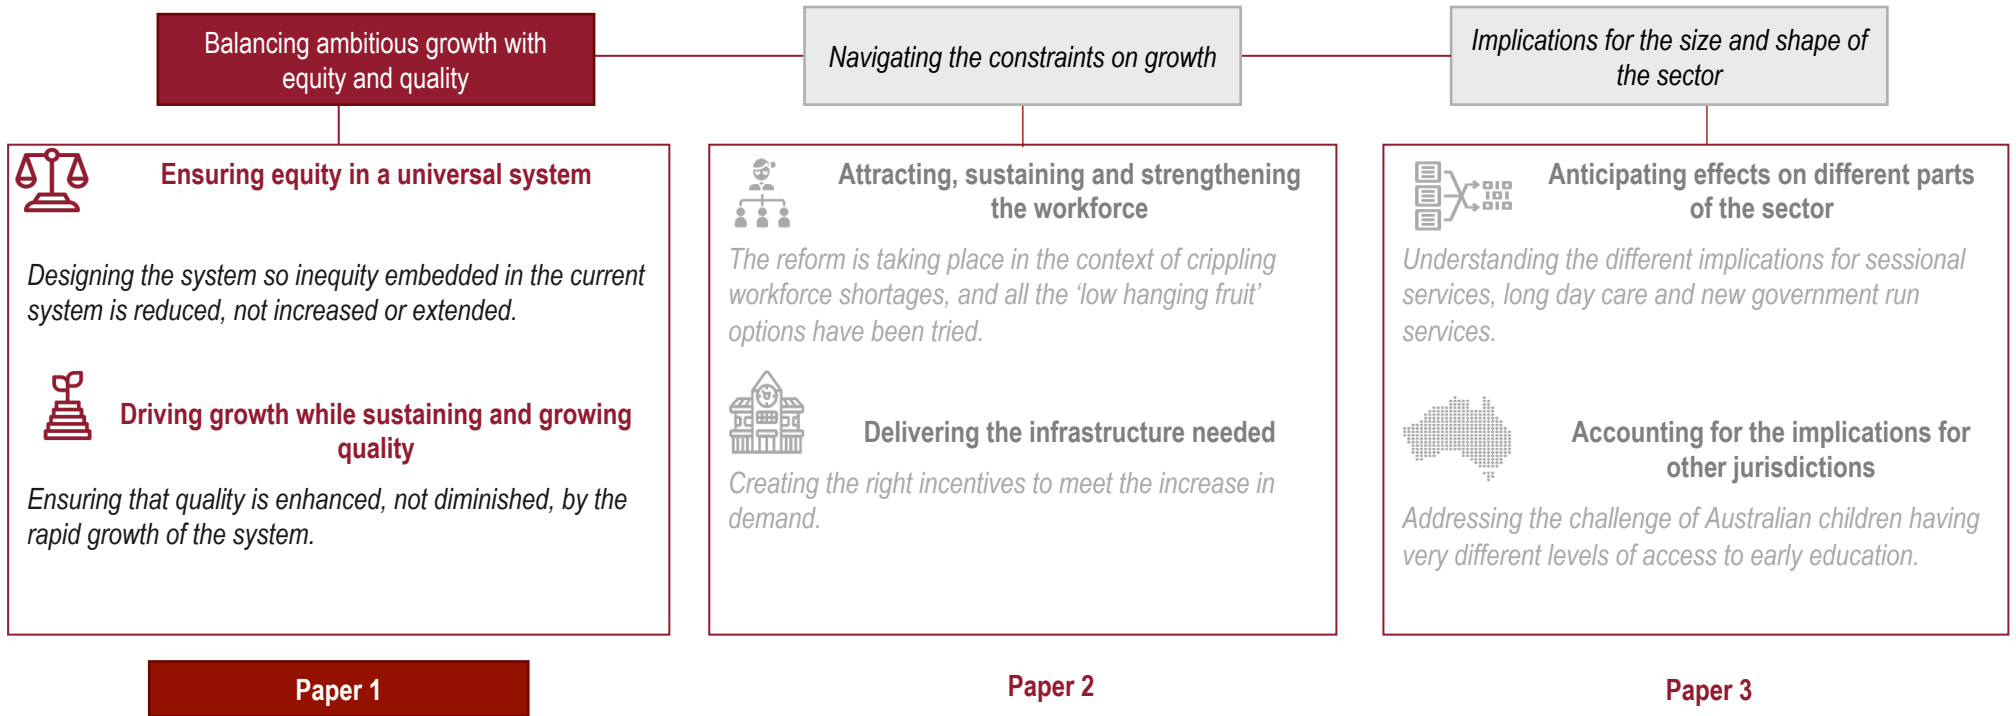 Balancing ambitious growth with
equity and quality
Navigating the constraints on growth
Implications for the size and shape of
the sector
Ensuring equity in a universal system
Designing the system so inequity embedded in the current
system is reduced, not increased or extended.
Driving growth while sustaining and growing
quality
Ensuring that quality is enhanced, not diminished, by the
rapid growth of the system.
Attracting, sustaining and strengthening
the workforce
The reform is taking place in the context of crippling
workforce shortages, and all the ‘low hanging fruit’
options have been tried.
Delivering the infrastructure needed
Creating the right incentives to meet the increase in
demand.
Anticipating effects on different parts
of the sector
Understanding the different implications for sessional
services, long day care and new government run
services.
Accounting for the implications for
other jurisdictions
Addressing the challenge of Australian children having
very different levels of access to early education.
Paper 1
Paper 2
Paper 3